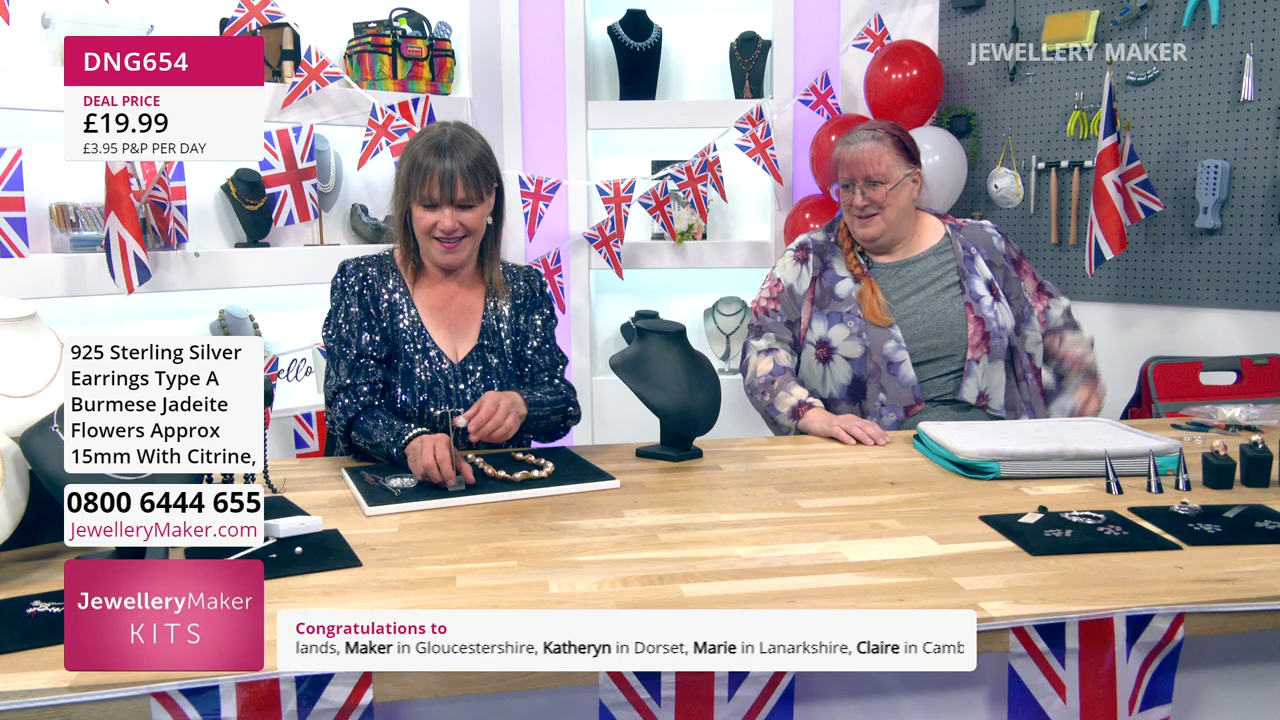 DNG654
DEAL PRICE
£19.99
£3.95 P&P PER DAY
JEWELLERY MAKER
925 Sterling Silver
Earrings Type A
Burmese Jadeite
Flowers Approx
15mm With Citrine,
ello
0800 6444 655
JewelleryMaker.com
JewelleryMaker
KITS
Congratulations to
lands, Maker in Gloucestershire, Katheryn in Dorset, Marie in Lanarkshire, Claire in Camb